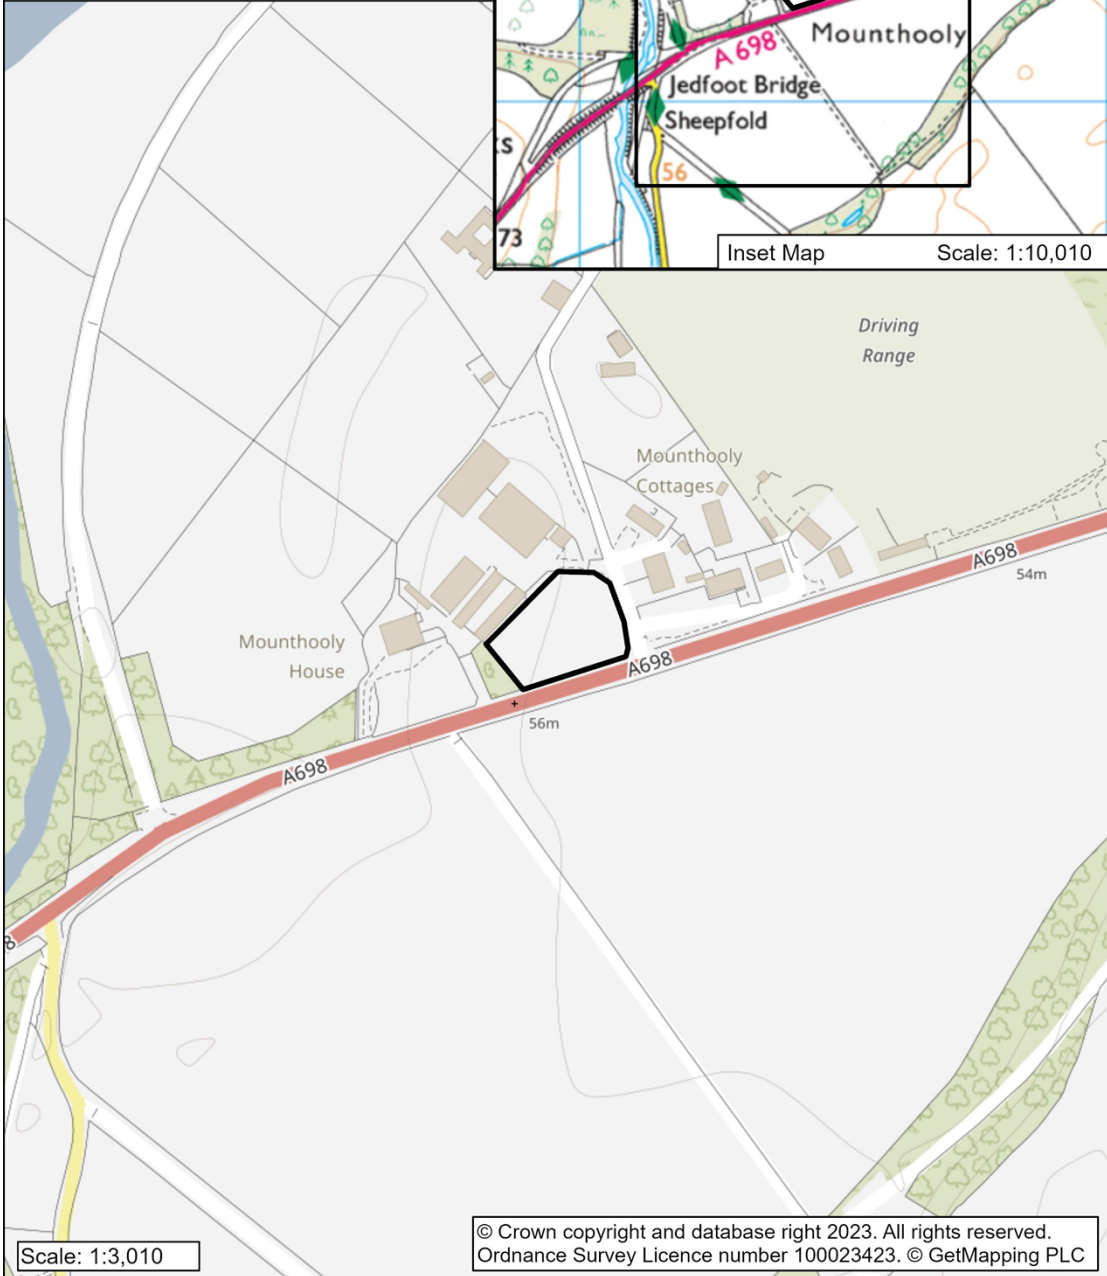 Mounthooly
A 698
Jedfoot Bridge
Sheepfold
56
73
Inset Map Scale: 1:10,010
Driving
Range
Mounthooly
Cottages
A698
54m
Mounthooly
House
A698
56m
A698
8
Scale: 1:3,010
© Crown copyright and database right 2023. All rights reserved.
Ordnance Survey Licence number 100023423. © GetMapping PLC